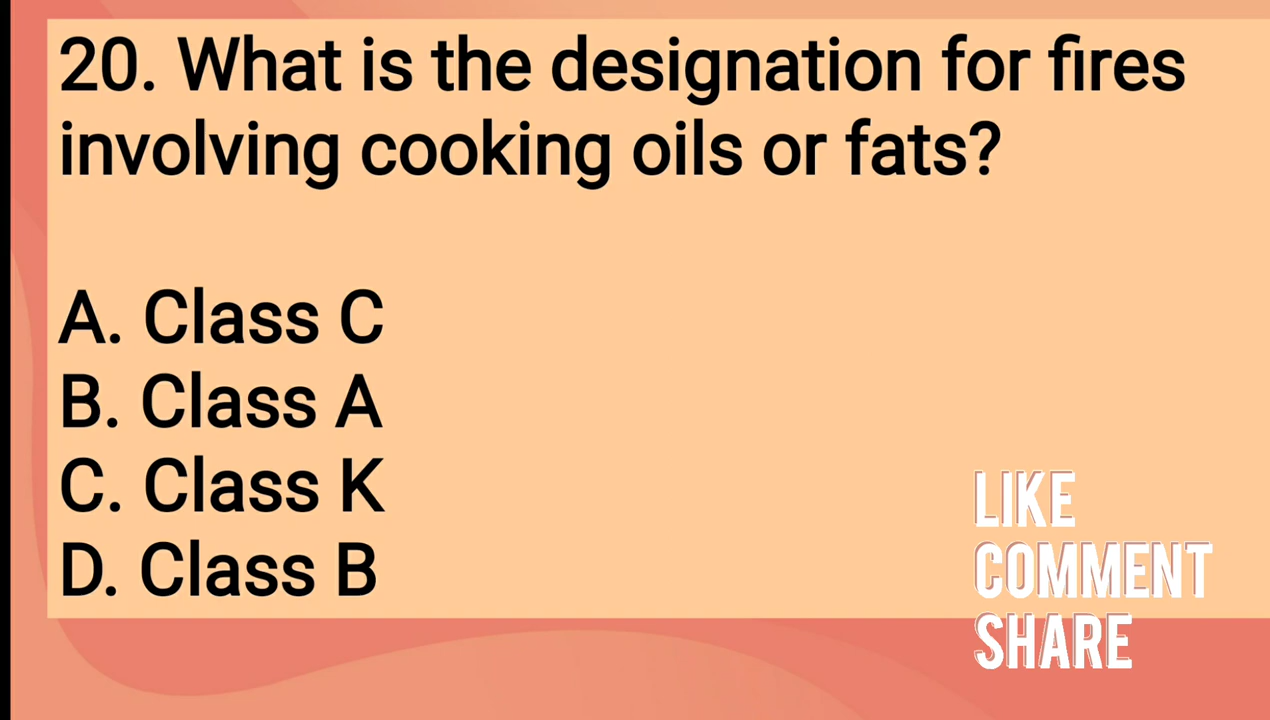 20. What is the designation for fires
involving cooking oils or fats?
A. Class C
B. Class A
C. Class K
D. Class B
LIKE
COMMENT
SHARE